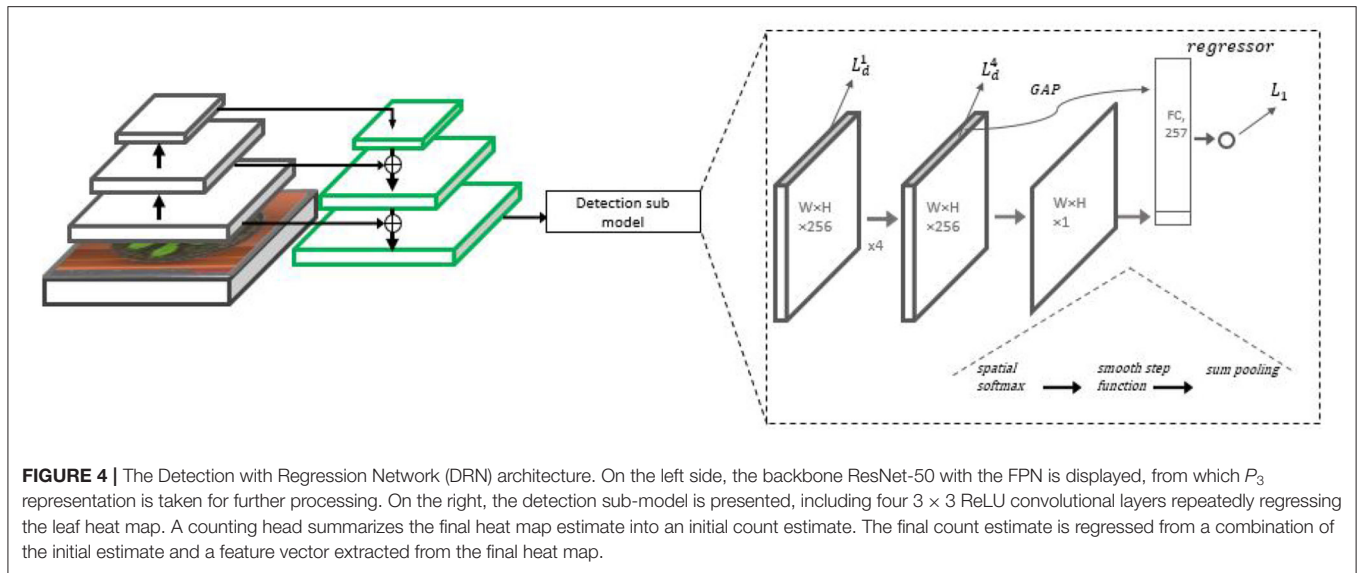 regressor
L_d^1
L_d^4
GAP
L_1
FC,
257
Detection sub
model
W×H
×256
x4
W×H
×256
W×H
×1
spatial
softmax
smooth step
function
sum pooling
FIGURE 4 | The Detection with Regression Network (DRN) architecture. On the left side, the backbone ResNet-50 with the FPN is displayed, from which P_3
representation is taken for further processing. On the right, the detection sub-model is presented, including four 3 × 3 ReLU convolutional layers repeatedly regressing
the leaf heat map. A counting head summarizes the final heat map estimate into an initial count estimate. The final count estimate is regressed from a combination of
the initial estimate and a feature vector extracted from the final heat map.